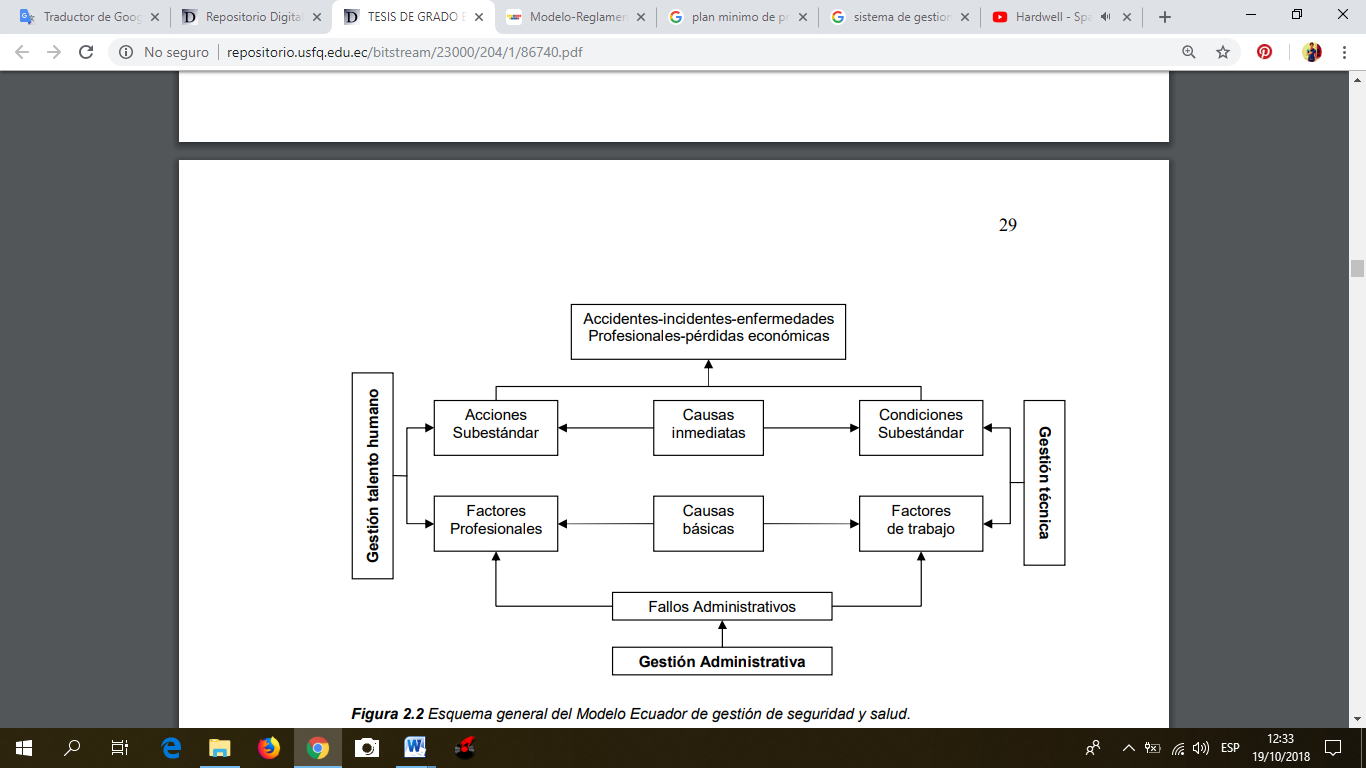 Traductor de Goog
Repositorio Digita
TESIS DE GRADO E
Modelo-Reglamen
plan minimo de pr
sistema de gestion
Hardwell - Spa
No seguro
repositorio.usfq.edu.ec/bitstream/23000/204/1/86740.pdf
29
Accidentes-incidentes-enfermedades
Profesionales-pérdidas económicas
Gestión talento humano
Acciones
Subestándar
Causas
inmediatas
Condiciones
Subestándar
Gestión técnica
Factores
Profesionales
Causas
básicas
Factores
de trabajo
Fallos Administrativos
Gestión Administrativa
Figura 2.2 Esquema general del Modelo Ecuador de gestión de seguridad y salud.
ESP
12:33
19/10/2018